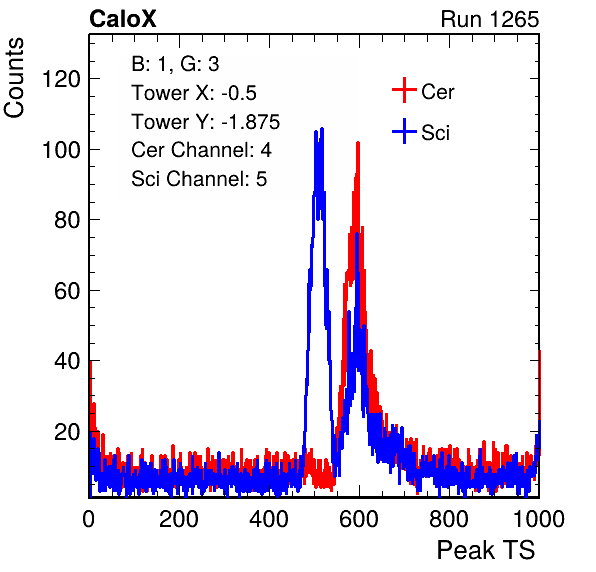 CaloX Run 1265
Counts
B: 1, G: 3
Tower X: -0.5
Tower Y: -1.875
Cer Channel: 4
Sci Channel: 5
Cer
Sci
120
100
80
60
40
20
0 200 400 600 800 1000
Peak TS